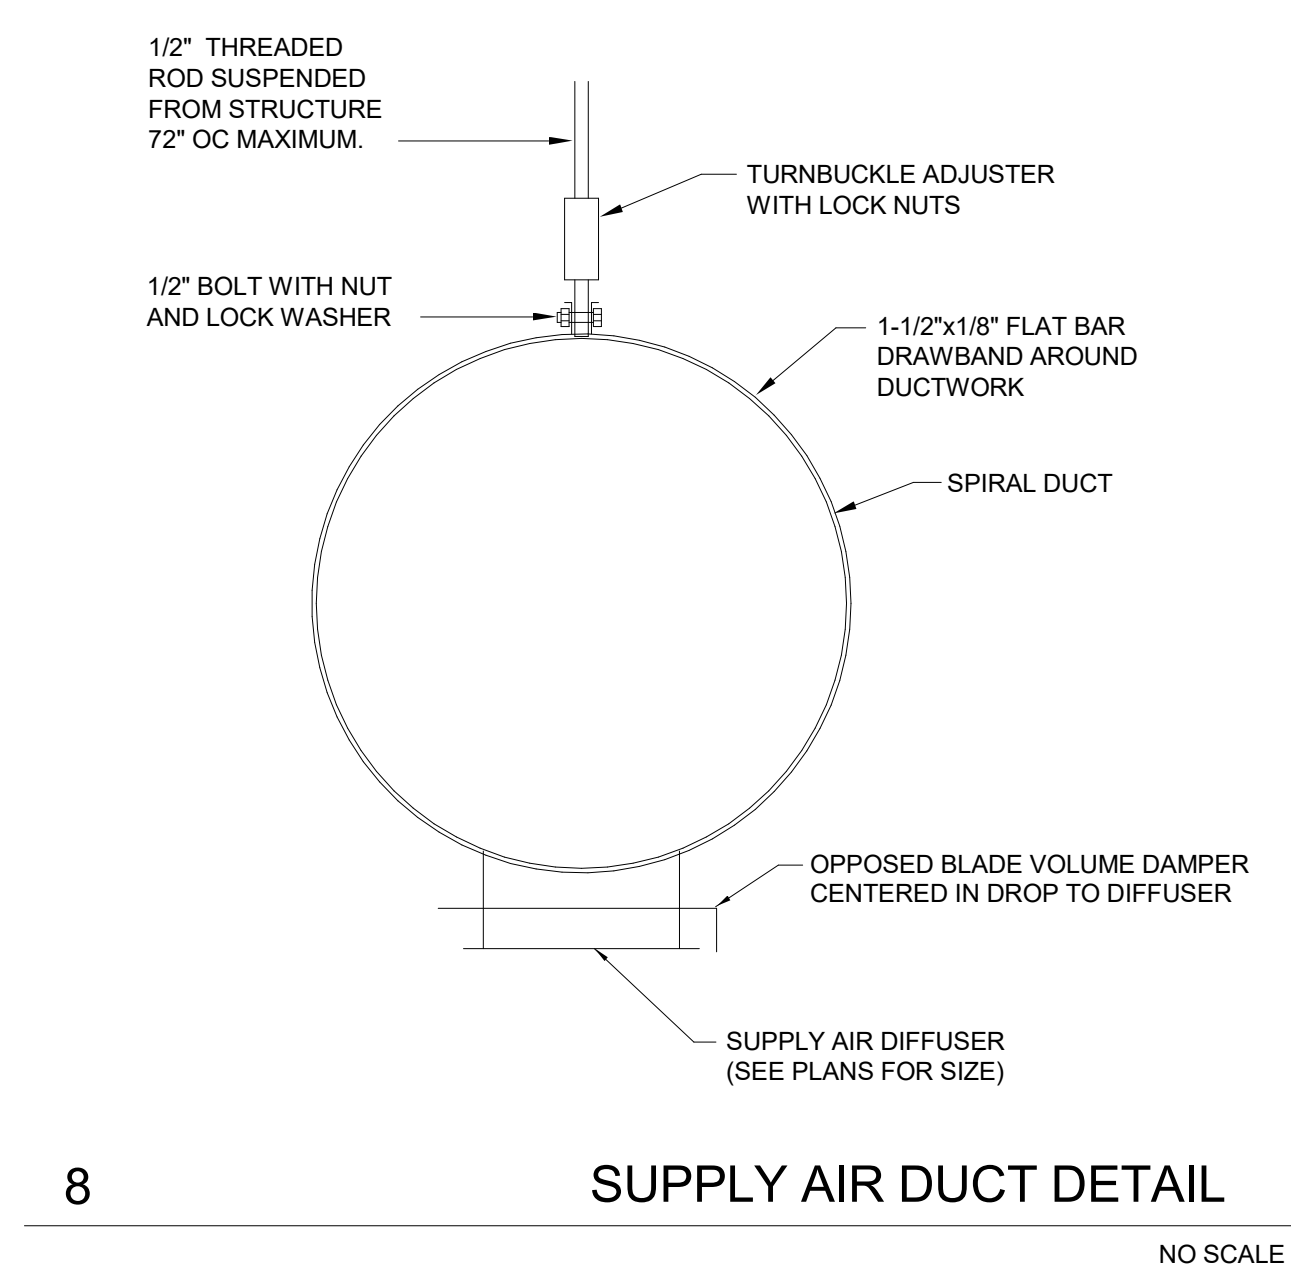 1/2"  THREADED
ROD SUSPENDED
FROM STRUCTURE
72" OC MAXIMUM.
TURNBUCKLE ADJUSTER
WITH LOCK NUTS
1/2" BOLT WITH NUT
AND LOCK WASHER
1-1/2"x1/8" FLAT BAR
DRAWBAND AROUND
DUCTWORK
SPIRAL DUCT
OPPOSED BLADE VOLUME DAMPER
CENTERED IN DROP TO DIFFUSER
SUPPLY AIR DIFFUSER
(SEE PLANS FOR SIZE)
8
SUPPLY AIR DUCT DETAIL
NO SCALE